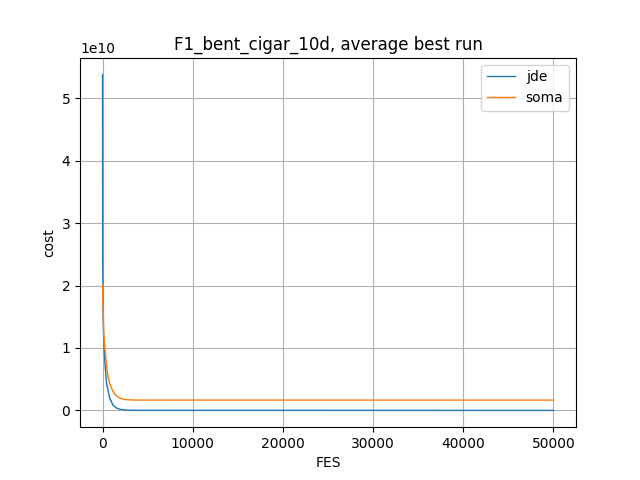 F1_bent_cigar_10d, average best run
1e10
jde
soma
5
4
3
2
1
0
cost
0 10000 20000 30000 40000 50000
FES